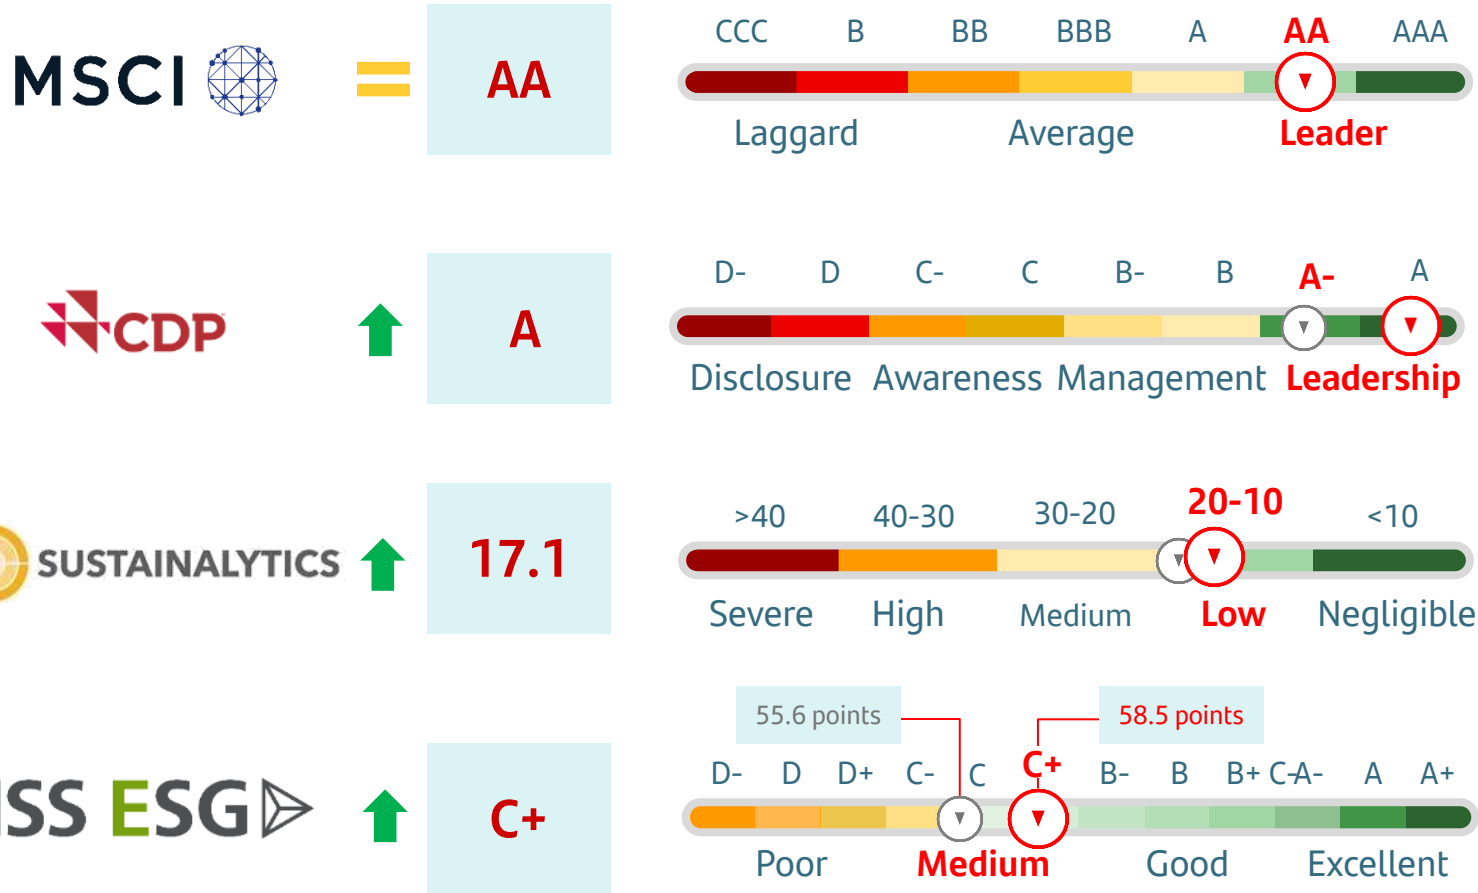 MSCI
AA
CCC B BB BBB A AA AAA
Laggard Average Leader
CDP
A
D- D C- C B- B A- A
Disclosure Awareness Management Leadership
SUSTAINALYTICS
17.1
>40 40-30 30-20 20-10 <10
Severe High Medium Low Negligible
55.6 points 58.5 points
ISS ESG
C+
D- D D+ C- C C+ B- B B+ C-A- A A+
Poor Medium Good Excellent